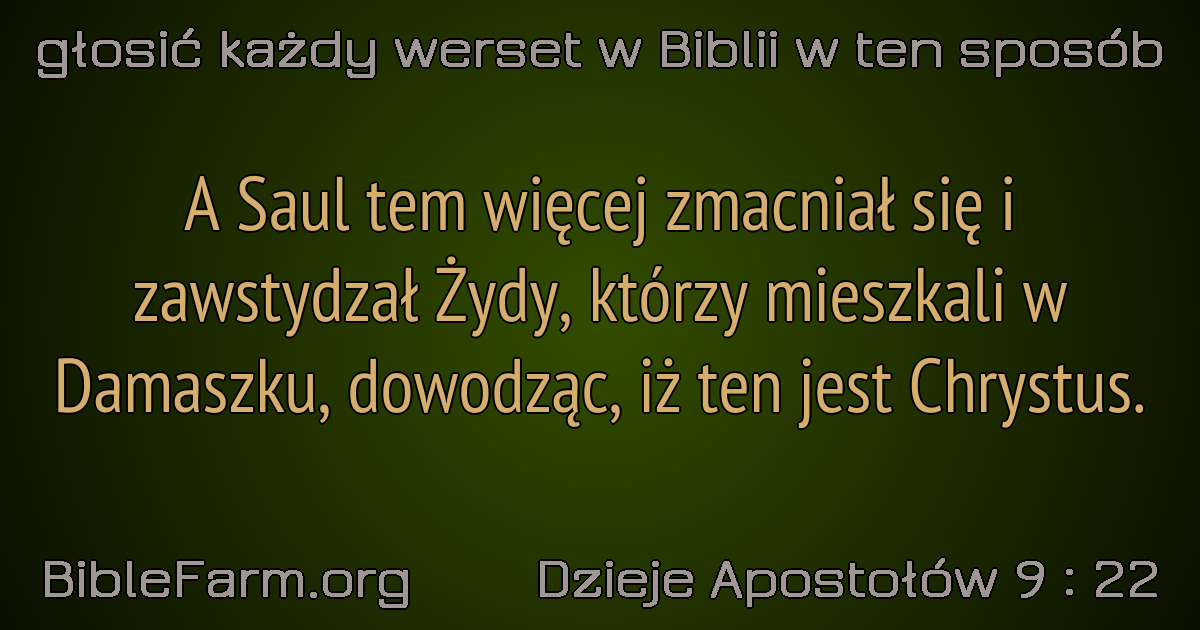 głosić każdy werset w Biblii w ten sposób
A Saul tem więcej zmacniał się i
zawstydzał Żydy, którzy mieszkali w
Damaszku, dowodząc, iż ten jest Chrystus.
BibleFarm.org
Dzieje Apostołów 9 : 22